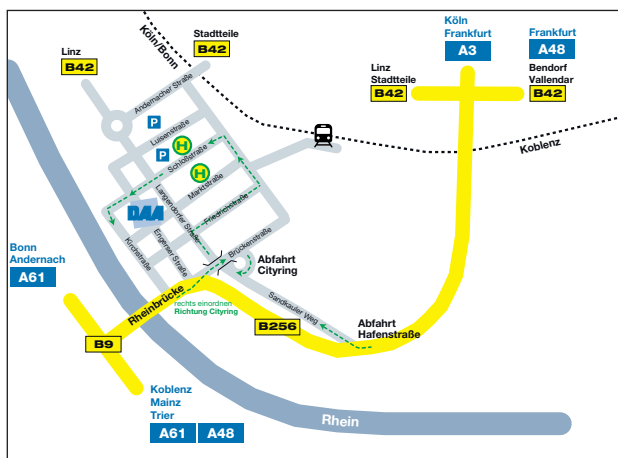 Köln
Frankfurt
A3
Frankfurt
A48
Stadtteile
B42
Köln/Bonn
Linz
B42
Linz
Stadtteile
B42
Bendorf
Vallendar
B42
Andernacher Straße
P
Luisenstraße
H
P
Schloßstraße
H
Marktstraße
Koblenz
Langendorfer Straße
Friedrichstraße
DAA
Engerser Straße
Kirchstraße
Brückenstraße
Bonn
Andernach
A61
Abfahrt
Cityring
Rheinbrücke
rechts einordnen
Richtung Cityring
Sandkauler Weg
B256
Abfahrt
Hafenstraße
B9
Koblenz
Mainz
Trier
A61
A48
Rhein